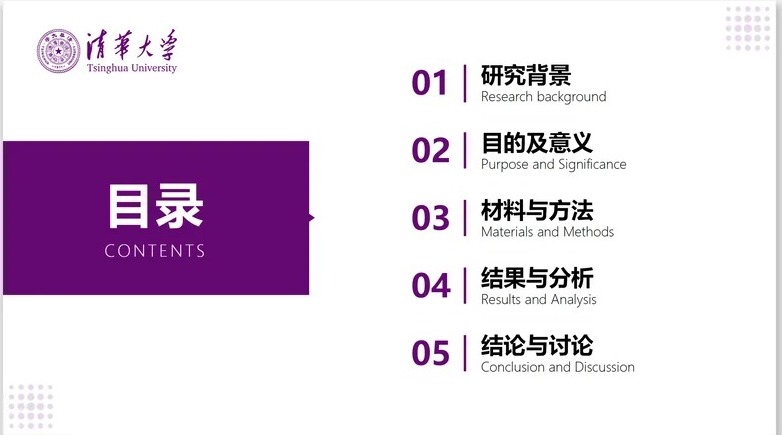 清华大学
Tsinghua University
目录
CONTENTS
01
研究背景
Research background
02
目的及意义
Purpose and Significance
03
材料与方法
Materials and Methods
04
结果与分析
Results and Analysis
05
结论与讨论
Conclusion and Discussion